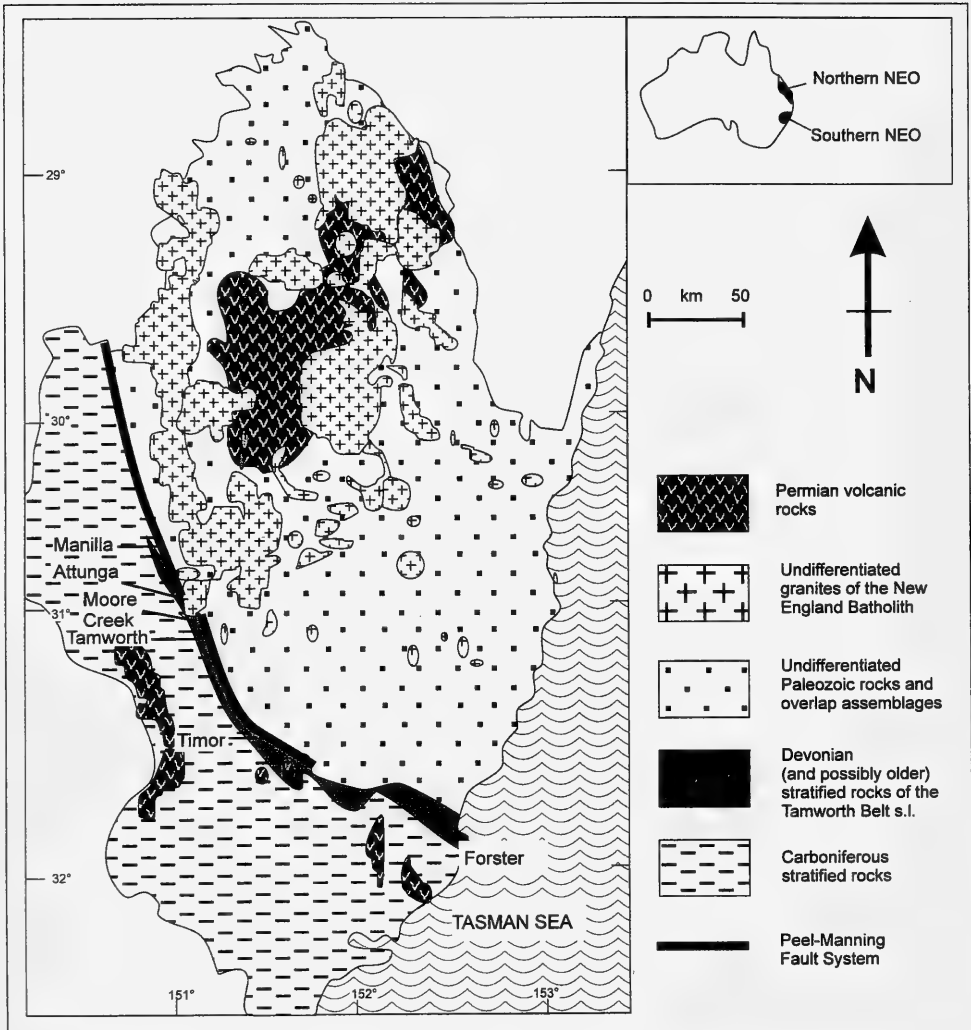 Northern NEO
Southern NEO
29°
0 km 50
N
30°
Manilla
Attunga
Moore
Creek
31°
Tamworth
Timor
32°
Forster
TASMAN SEA
151°
152°
153°
Permian volcanic
rocks
Undifferentiated
granites of the New
England Batholith
Undifferentiated
Paleozoic rocks and
overlap assemblages
Devonian
(and possibly older)
stratified rocks of the
Tamworth Belt s.l.
Carboniferous
stratified rocks
Peel-Manning
Fault System